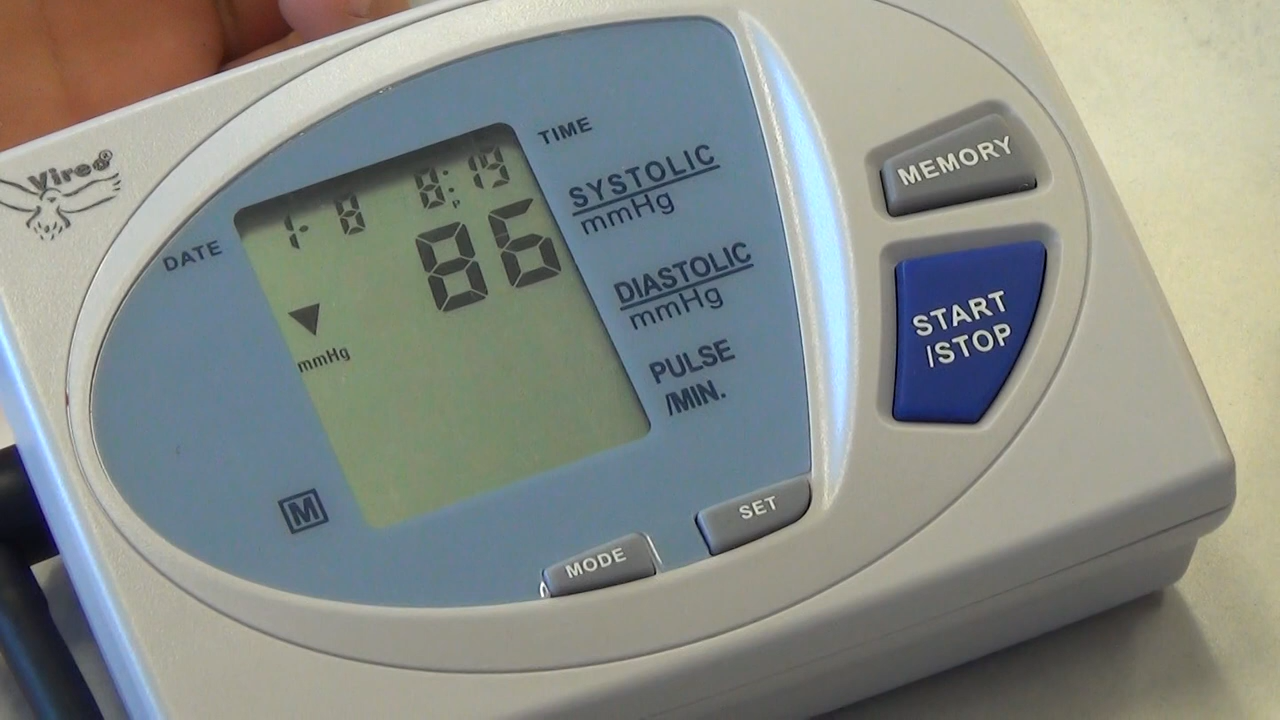 Vireo®
TIME
8:19
P
DATE
1- 8
SYSTOLIC
mmHg
86
DIASTOLIC
mmHg
mmHg
PULSE
/MIN.
M
MEMORY
START
/STOP
SET
MODE